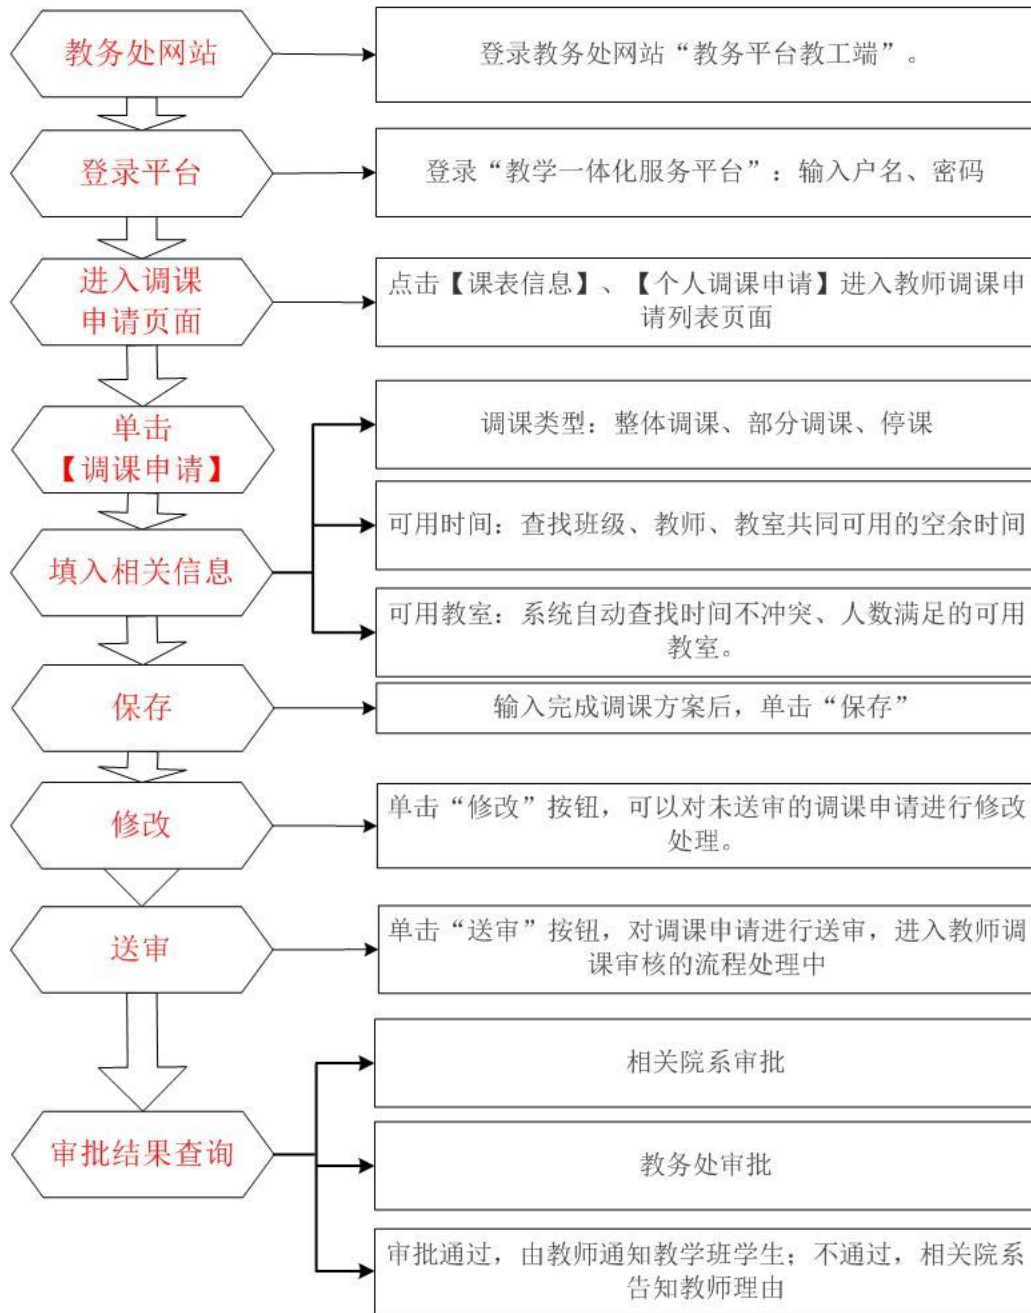 教务处网站
登录教务处网站“教务平台教工端”。
登录平台
登录“教学一体化服务平台”：输入户名、密码
进入调课
申请页面
点击【课表信息】、【个人调课申请】进入教师调课申
请列表页面
单击
【调课申请】
调课类型：整体调课、部分调课、停课
可用时间：查找班级、教师、教室共同可用的空余时间
填入相关信息
可用教室：系统自动查找时间不冲突、人数满足的可用
教室。
保存
输入完成调课方案后，单击“保存”
修改
单击“修改”按钮，可以对未送审的调课申请进行修改
处理。
送审
单击“送审”按钮，对调课申请进行送审，进入教师调
课审核的流程处理中
相关院系审批
审批结果查询
教务处审批
审批通过，由教师通知教学班学生；不通过，相关院系
告知教师理由